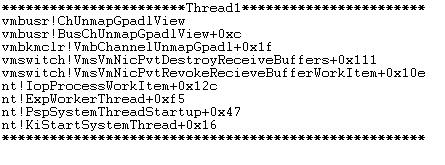 ***********************Thread1***********************
vmbusr!ChUnmapGpadlView
vmbusr!BusChUnmapGpadlView+0xc
vmbkmclr!VmbChannelUnmapGpadl+0x1f
vmswitch!VmsVmNicPvtDestroyReceiveBuffers+0x111
vmswitch!VmsVmNicPvtRevokeRecieveBufferWorkItem+0x10e
nt!IopProcessWorkItem+0x12c
nt!ExpWorkerThread+0xf5
nt!PspSystemThreadStartup+0x47
nt!KiStartSystemThread+0x16
*****************************************************